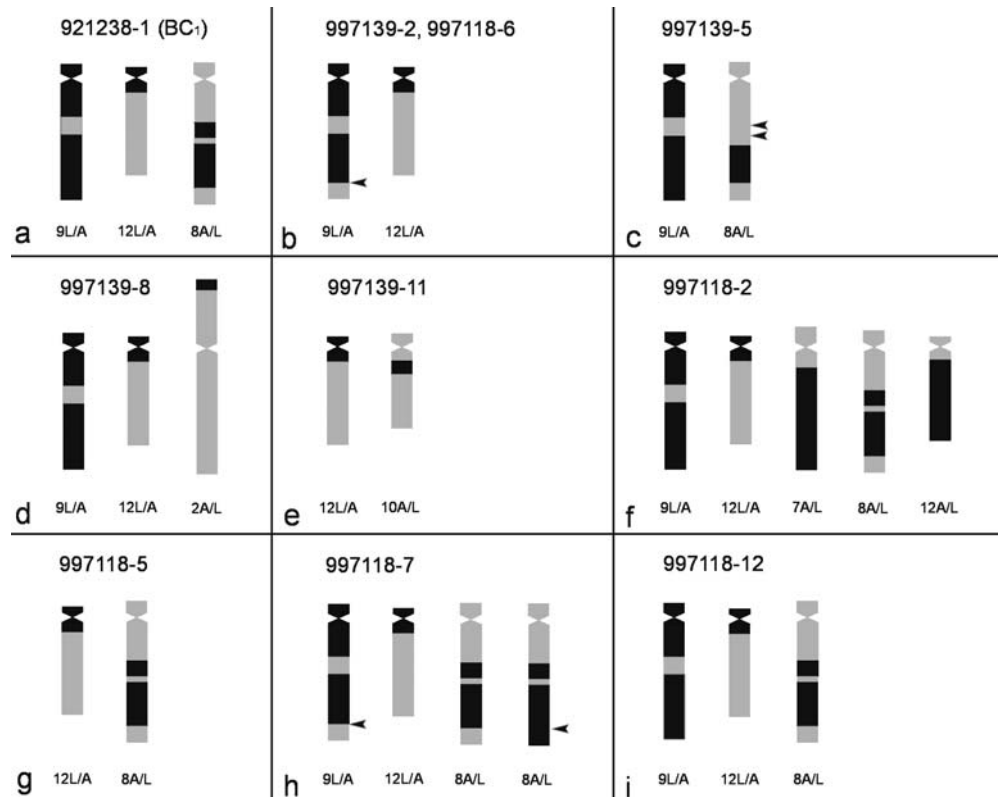 921238-1 (BC1)
9L/A 12L/A 8A/L
a
997139-2, 997118-6
9L/A 12L/A
b
997139-5
9L/A 8A/L
c
997139-8
9L/A 12L/A 2A/L
d
997139-11
12L/A 10A/L
e
997118-2
9L/A 12L/A 7A/L 8A/L 12A/L
f
997118-5
12L/A 8A/L
g
997118-7
9L/A 12L/A 8A/L 8A/L
h
997118-12
9L/A 12L/A 8A/L
i